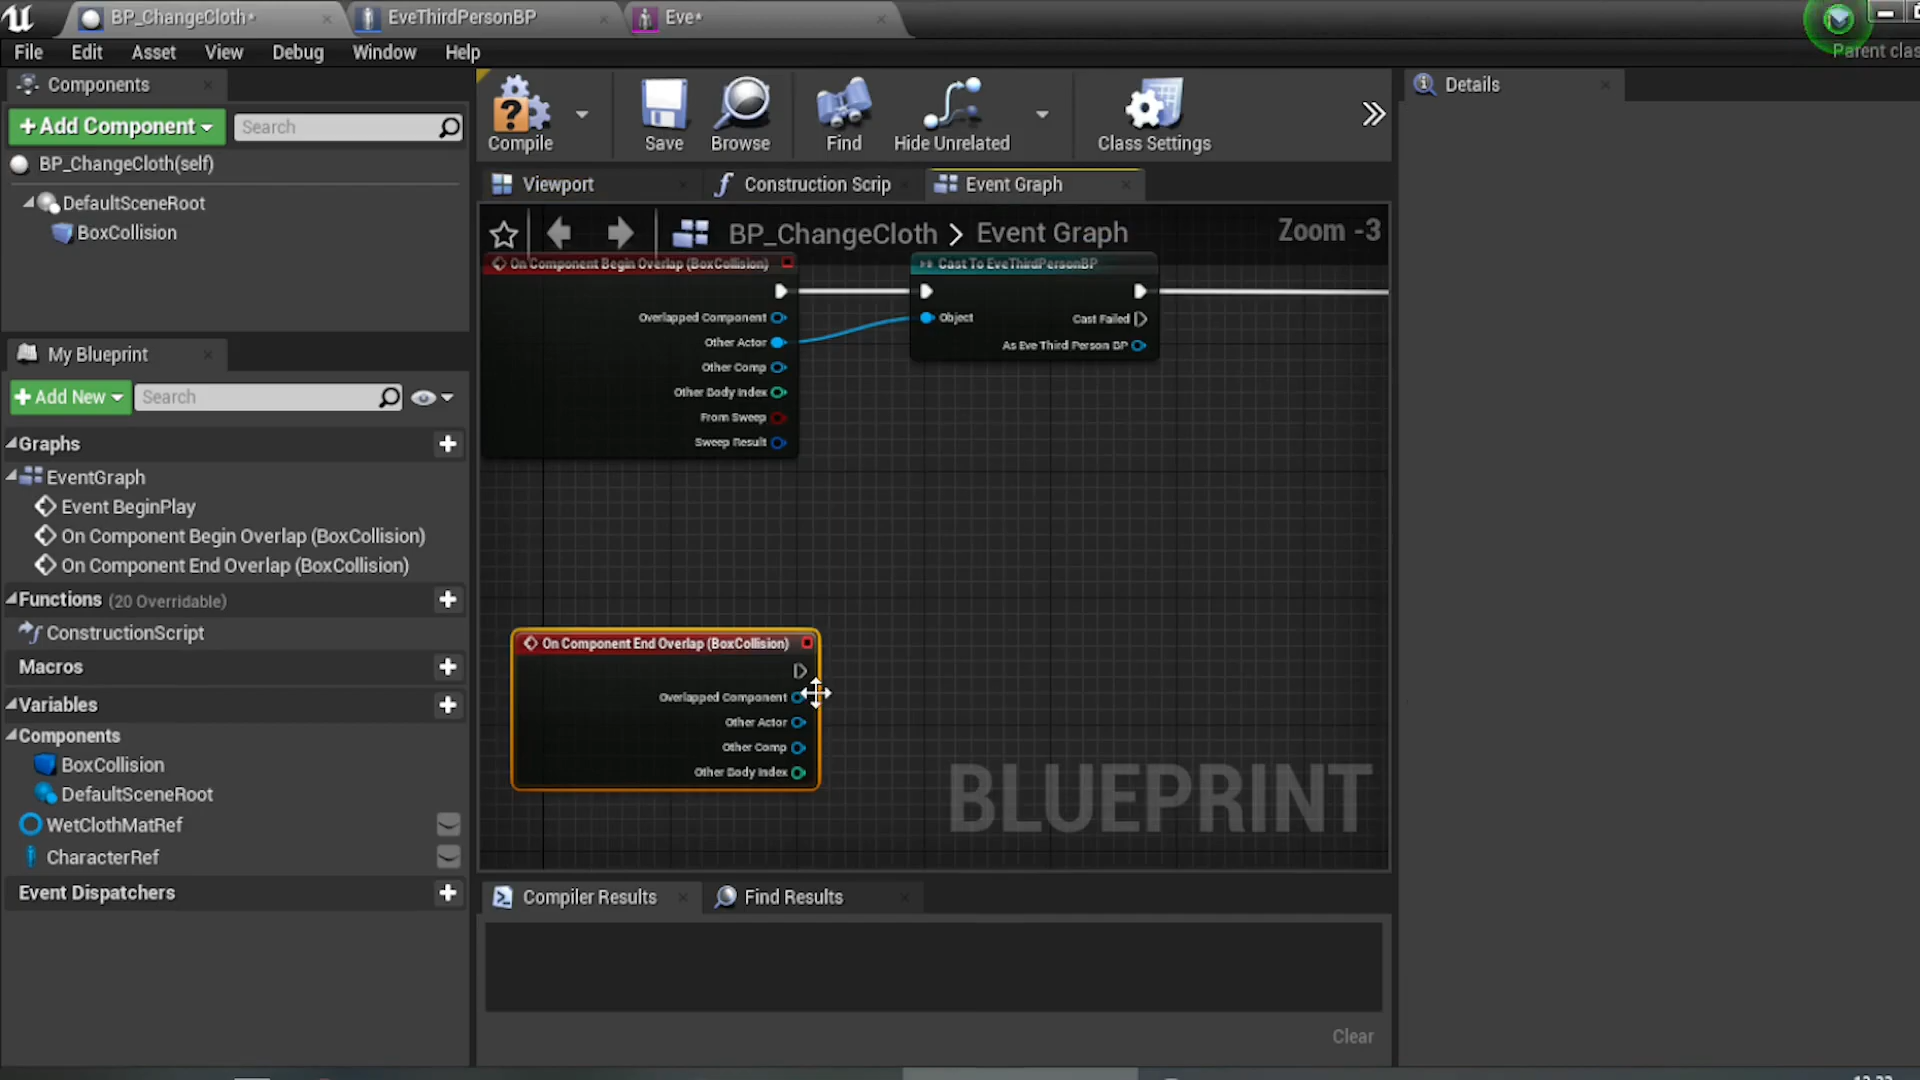 BP_ChangeCloth*
EveThirdPersonBP
Eve*
File Edit Asset View Debug Window Help
Parent clas
Components
+Add Component
Search
BP_ChangeCloth(self)
DefaultSceneRoot
BoxCollision
My Blueprint
+Add New
Search
Graphs
EventGraph
Event BeginPlay
On Component Begin Overlap (BoxCollision)
On Component End Overlap (BoxCollision)
Functions (20 Overridable)
ConstructionScript
Macros
Variables
Components
BoxCollision
DefaultSceneRoot
WetClothMatRef
CharacterRef
Event Dispatchers
Compile
Save
Browse
Find
Hide Unrelated
Class Settings
Viewport
Construction Scrip
Event Graph
BP_ChangeCloth > Event Graph
Zoom -3
On Component Begin Overlap (BoxCollision)
Overlapped Component
Other Actor
Other Comp
Other Body Index
From Sweep
Sweep Result
Cast To EveThirdPersonBP
Object
Cast Failed
As Eve Third Person BP
On Component End Overlap (BoxCollision)
Overlapped Component
Other Actor
Other Comp
Other Body Index
BLUEPRINT
Compiler Results
Find Results
Clear
Details